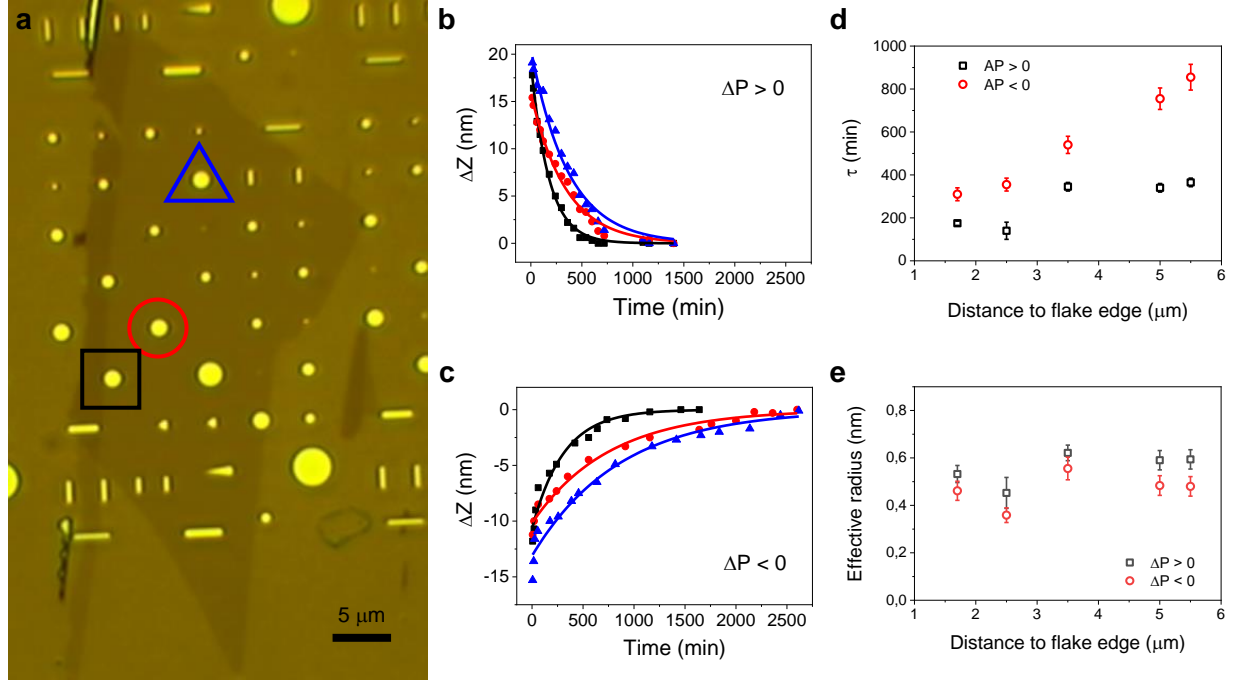 a
5 μm
b
20
15
10
5
0
ΔZ (nm)
ΔP > 0
0 500 1000 1500 2000 2500
Time (min)
c
0
-5
-10
-15
ΔZ (nm)
ΔP < 0
0 500 1000 1500 2000 2500
Time (min)
d
1000
800
600
400
200
0
τ (min)
AP > 0
AP < 0
1 2 3 4 5 6
Distance to flake edge (μm)
e
0,8
0,6
0,4
0,2
0,0
Effective radius (nm)
ΔP > 0
ΔP < 0
1 2 3 4 5 6
Distance to flake edge (μm)